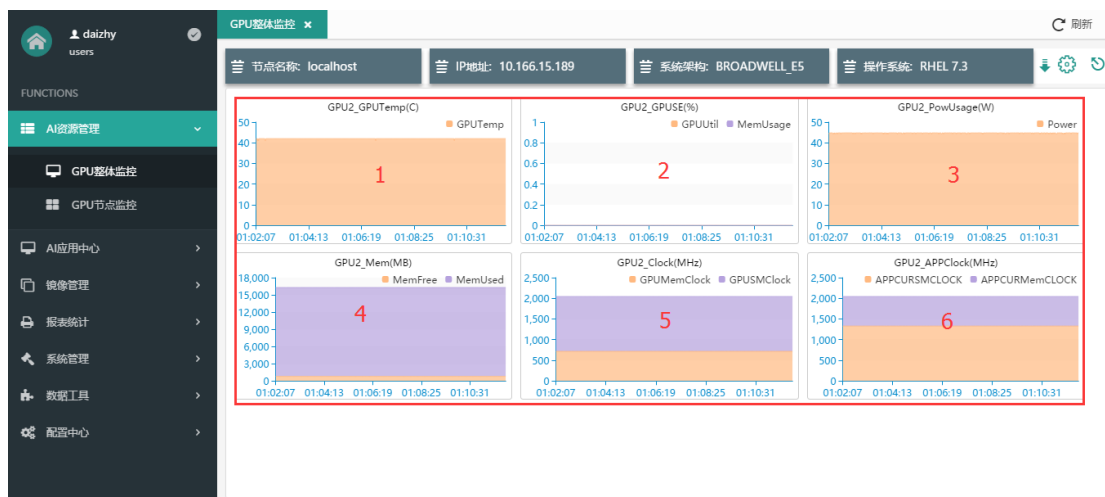 daizhy
users
FUNCTIONS
AI资源管理
GPU整体监控
GPU节点监控
AI应用中心
镜像管理
报表统计
系统管理
数据工具
配置中心
GPU整体监控 ×
刷新
节点名称: localhost
IP地址: 10.166.15.189
系统架构: BROADWELL_E5
操作系统: RHEL 7.3
GPU2_GPUTemp(C)
GPUTemp
50
40
30
20
10
0
1
01:02:07 01:04:13 01:06:19 01:08:25 01:10:31
GPU2_GPUSE(%)
GPUUtil MemUsage
1
0.8
0.6
0.4
0.2
0
2
01:02:07 01:04:13 01:06:19 01:08:25 01:10:31
GPU2_PowUsage(W)
Power
50
40
30
20
10
0
3
01:02:07 01:04:13 01:06:19 01:08:25 01:10:31
GPU2_Mem(MB)
MemFree MemUsed
18,000
15,000
12,000
9,000
6,000
3,000
0
4
01:02:07 01:04:13 01:06:19 01:08:25 01:10:31
GPU2_Clock(MHz)
GPUMemClock GPUSMClock
2,500
2,000
1,500
1,000
500
0
5
01:02:07 01:04:13 01:06:19 01:08:25 01:10:31
GPU2_APPClock(MHz)
APPCURSMCLOCK APPCURMemCLOCK
2,500
2,000
1,500
1,000
500
0
6
01:02:07 01:04:13 01:06:19 01:08:25 01:10:31